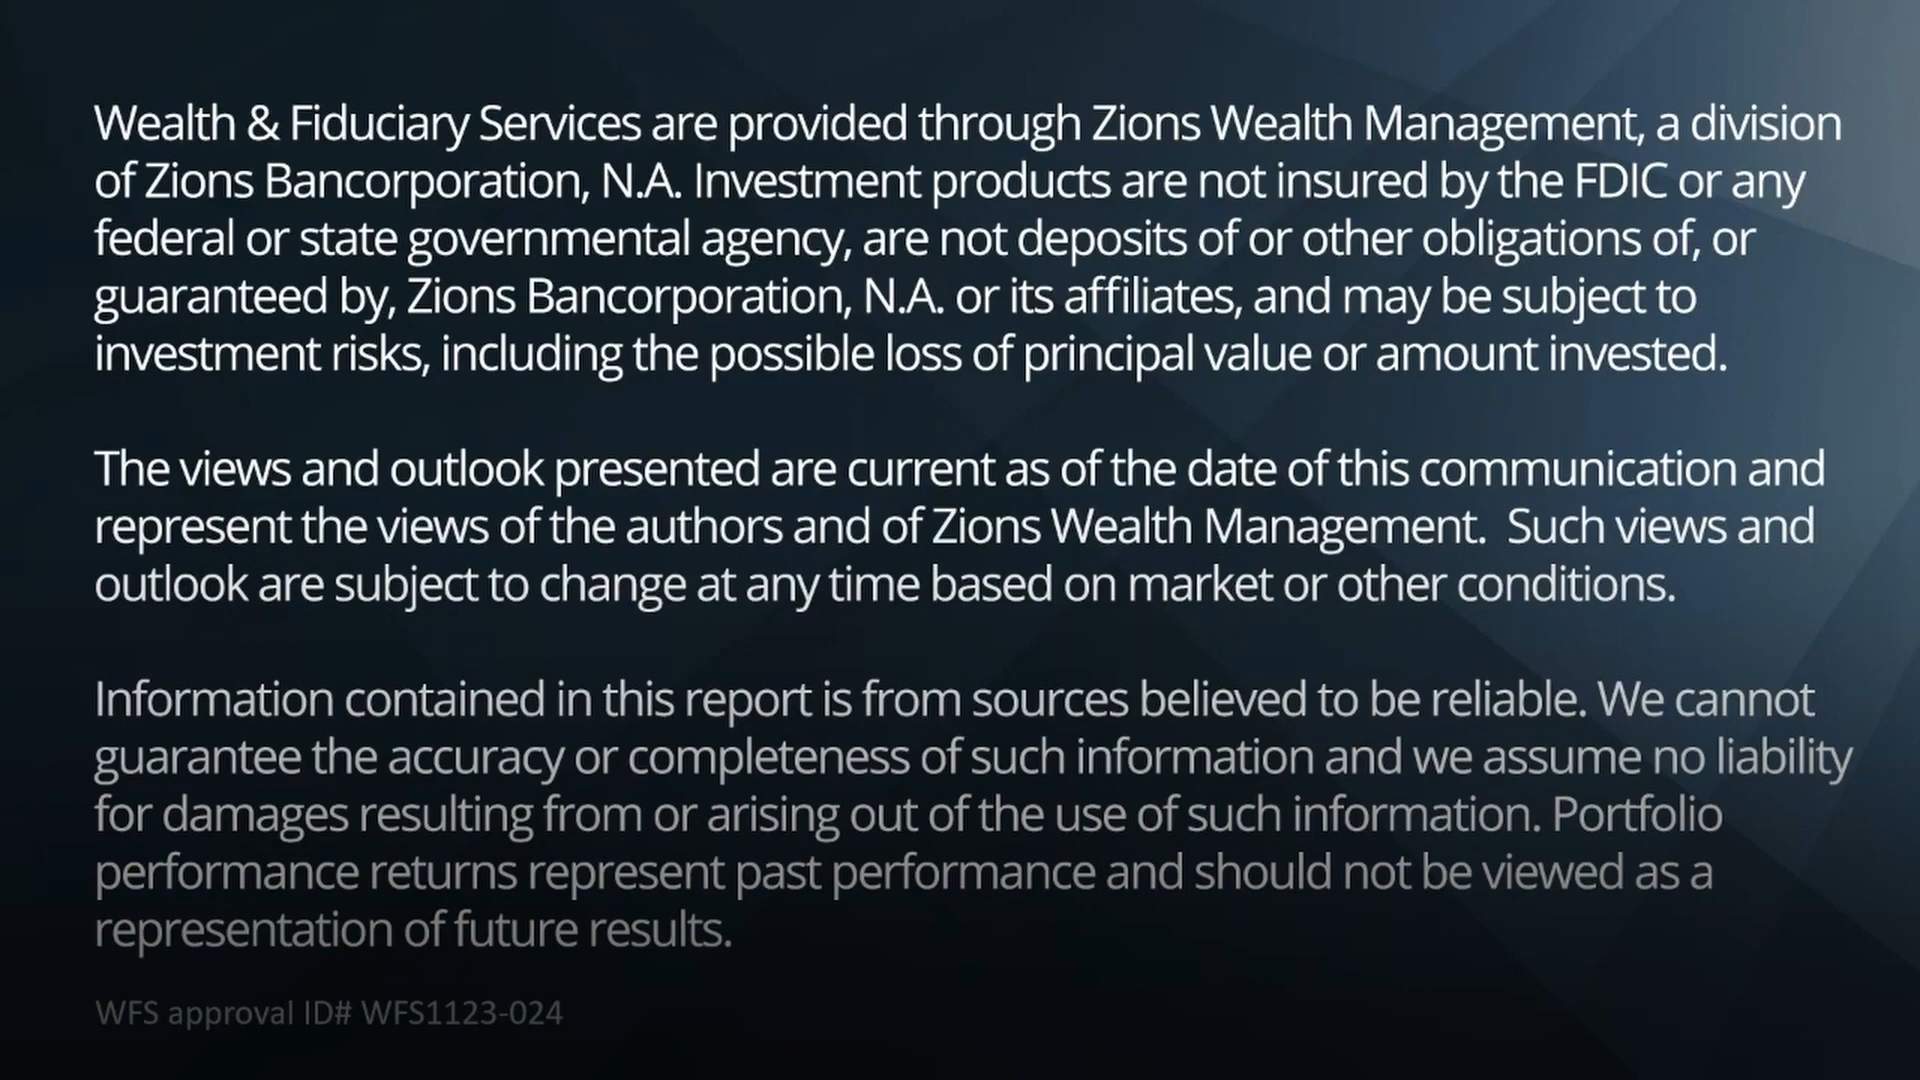 Wealth & Fiduciary Services are provided through Zions Wealth Management, a division
of Zions Bancorporation, N.A. Investment products are not insured by the FDIC or any
federal or state governmental agency, are not deposits of or other obligations of, or
guaranteed by, Zions Bancorporation, N.A. or its affiliates, and may be subject to
investment risks, including the possible loss of principal value or amount invested.

The views and outlook presented are current as of the date of this communication and
represent the views of the authors and of Zions Wealth Management.  Such views and
outlook are subject to change at any time based on market or other conditions.

Information contained in this report is from sources believed to be reliable. We cannot
guarantee the accuracy or completeness of such information and we assume no liability
for damages resulting from or arising out of the use of such information. Portfolio
performance returns represent past performance and should not be viewed as a
representation of future results.

WFS approval ID# WFS1123-024